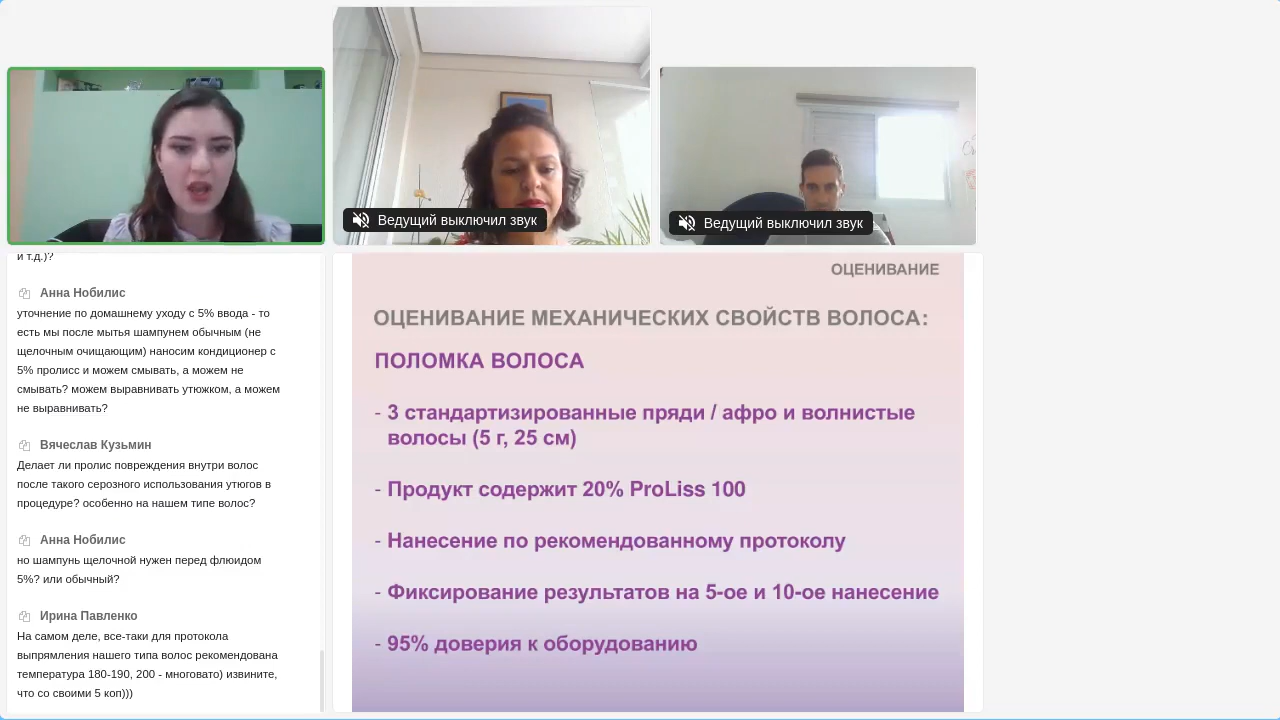 Ведущий выключил звук
Ведущий выключил звук
и т.д.)?
Анна Нобилис
уточнение по домашнему уходу с 5% ввода - то
есть мы после мытья шампунем обычным (не
щелочным очищающим) наносим кондиционер с
5% пролисс и можем смывать, а можем не
смывать? можем выравнивать утюжком, а можем
не выравнивать?
Вячеслав Кузьмин
Делает ли пролис повреждения внутри волос
после такого серозного использования утюгов в
процедуре? особенно на нашем типе волос?
Анна Нобилис
но шампунь щелочной нужен перед флюидом
5%? или обычный?
Ирина Павленко
На самом деле, все-таки для протокола
выпрямления нашего типа волос рекомендована
температура 180-190, 200 - многовато) извините,
что со своими 5 коп)))
ОЦЕНИВАНИЕ
ОЦЕНИВАНИЕ МЕХАНИЧЕСКИХ СВОЙСТВ ВОЛОСА:
ПОЛОМКА ВОЛОСА
- 3 стандартизированные пряди / афро и волнистые
волосы (5 г, 25 см)
- Продукт содержит 20% ProLiss 100
- Нанесение по рекомендованному протоколу
- Фиксирование результатов на 5-ое и 10-ое нанесение
- 95% доверия к оборудованию